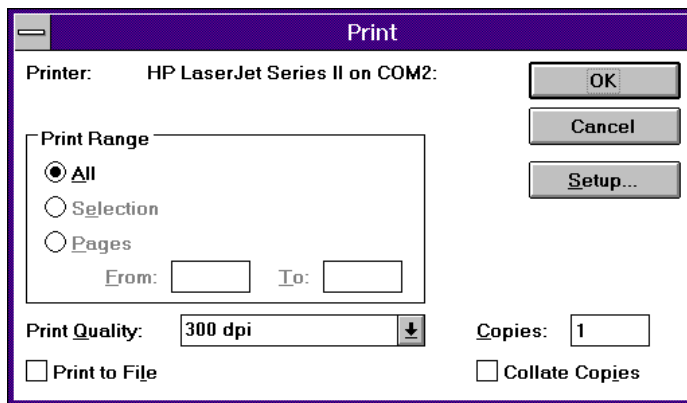 Print
Printer: HP LaserJet Series II on COM2:
OK
Cancel
Setup...
Print Range
All
Selection
Pages
From: To:
Print Quality: 300 dpi
Copies: 1
Print to File
Collate Copies